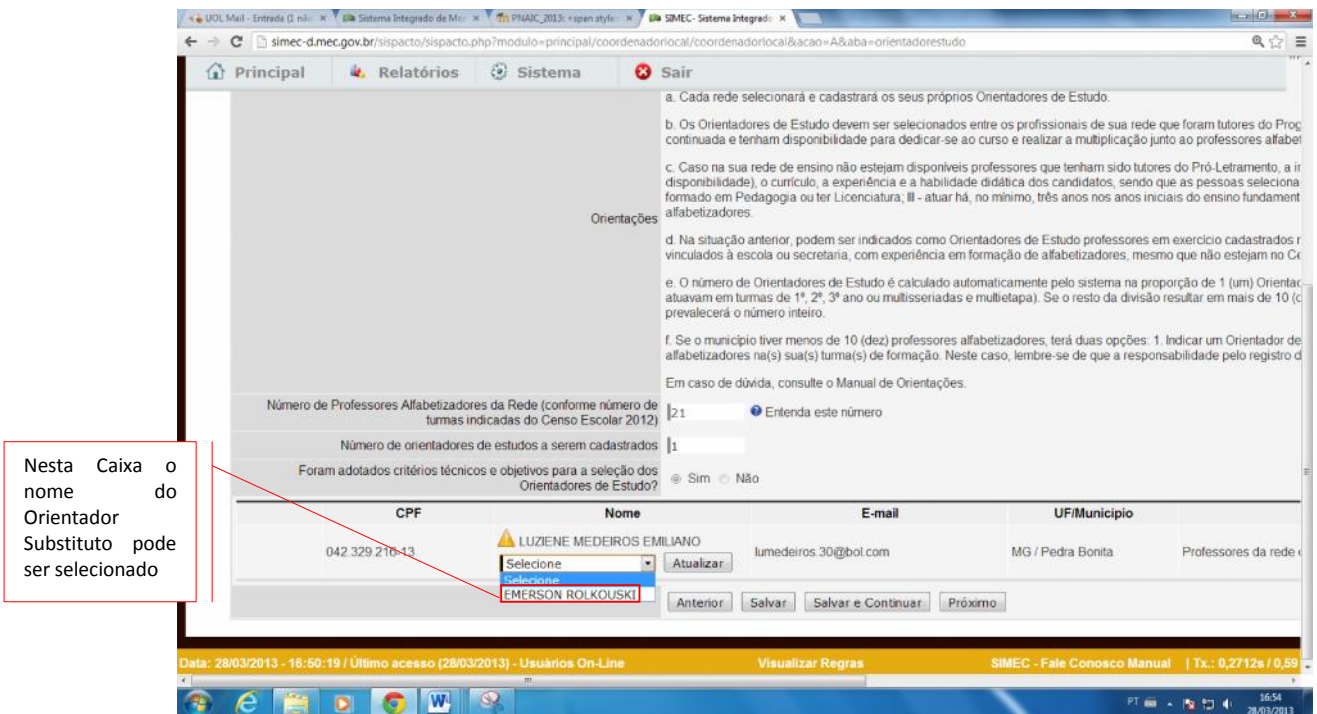 UOL Mail - Entrada (1 não
Sistema Integrado de Mo
PNAIC_2013: <span style
SIMEC- Sistema Integrado
simec-d.mec.gov.br/sispacto/sispacto.php?modulo=principal/coordenadorlocal/coordenadorlocal&acao=A&aba=orientadorestudo
Principal Relatórios Sistema Sair
a. Cada rede selecionará e cadastrará os seus próprios Orientadores de Estudo.
b. Os Orientadores de Estudo devem ser selecionados entre os profissionais de sua rede que foram tutores do Prog
continuada e tenham disponibilidade para dedicar-se ao curso e realizar a multiplicação junto ao professores alfabet
c. Caso na sua rede de ensino não estejam disponíveis professores que tenham sido tutores do Pró-Letramento, a ir
disponibilidade), o currículo, a experiência e a habilidade didática dos candidatos, sendo que as pessoas seleciona
formado em Pedagogia ou ter Licenciatura; III - atuar há, no mínimo, três anos nos anos iniciais do ensino fundament
alfabetizadores.
Orientações
d. Na situação anterior, podem ser indicados como Orientadores de Estudo professores em exercício cadastrados r
vinculados à escola ou secretaria, com experiência em formação de alfabetizadores, mesmo que não estejam no Ce
e. O número de Orientadores de Estudo é calculado automaticamente pelo sistema na proporção de 1 (um) Orientac
atuavam em turmas de 1º, 2º, 3º ano ou multisseriadas e multietapa). Se o resto da divisão resultar em mais de 10 (c
prevalecerá o número inteiro.
f. Se o município tiver menos de 10 (dez) professores alfabetizadores, terá duas opções: 1. Indicar um Orientador de
alfabetizadores na(s) sua(s) turma(s) de formação. Neste caso, lembre-se de que a responsabilidade pelo registro d
Em caso de dúvida, consulte o Manual de Orientações.
Número de Professores Alfabetizadores da Rede (conforme número de
turmas indicadas do Censo Escolar 2012)
21 Entenda este número
Número de orientadores de estudos a serem cadastrados 1
Foram adotados critérios técnicos e objetivos para a seleção dos
Orientadores de Estudo?
Sim Não
CPF Nome E-mail UF/Municipio
042.329.216-13
LUZIENE MEDEIROS EMILIANO
Selecione Atualizar
lumedeiros.30@bol.com
MG / Pedra Bonita
Professores da rede
Selecione
EMERSON ROLKOUSKI
Anterior Salvar Salvar e Continuar Próximo
Nesta Caixa o
nome do
Orientador
Substituto pode
ser selecionado
Data: 28/03/2013 - 16:50:19 / Último acesso (28/03/2013) - Usuários On-Line
Visualizar Regras
SIMEC - Fale Conosco Manual | Tx.: 0,2712s / 0,59
PT
16:54
28/03/2013